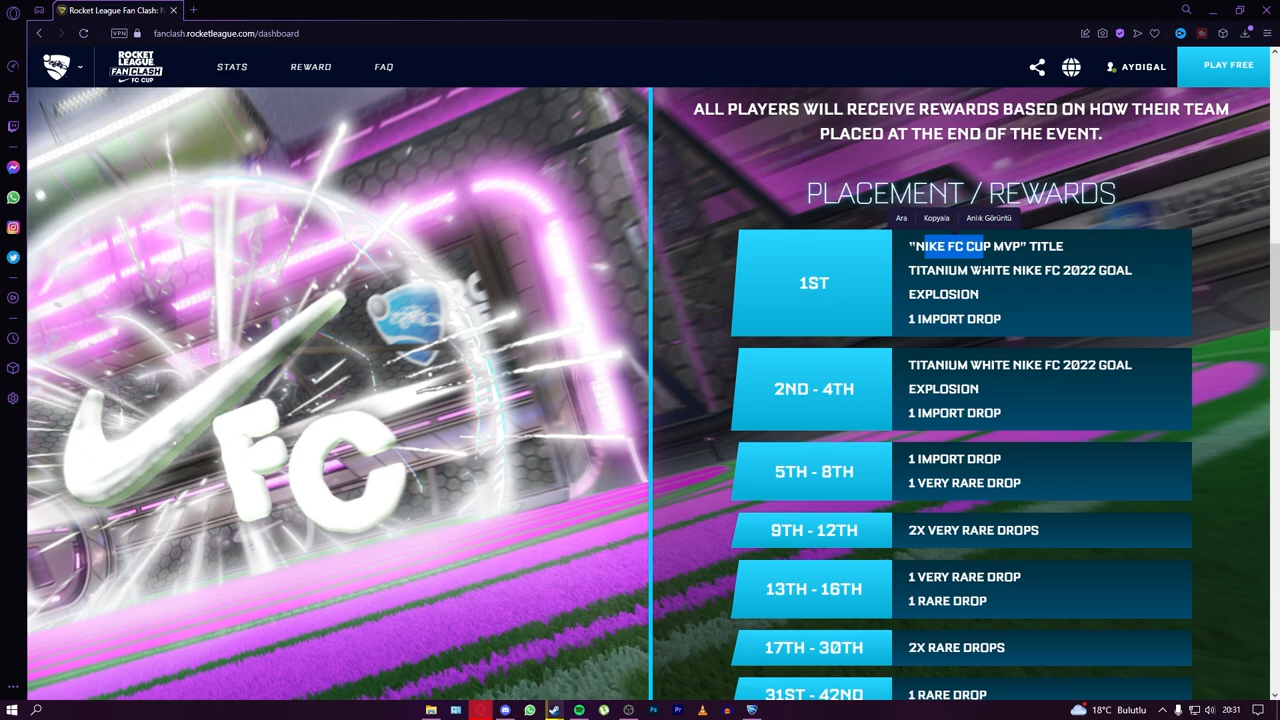 Rocket League Fan Clash:
VPN
fanclash.rocketleague.com/dashboard
ROCKET
LEAGUE
FAN CLASH
FC CUP
STATS
REWARD
FAQ
AYDIGAL
PLAY FREE
FC
ALL PLAYERS WILL RECEIVE REWARDS BASED ON HOW THEIR TEAM
PLACED AT THE END OF THE EVENT.
PLACEMENT / REWARDS
Ara
Kopyala
Anlık Görüntü
1ST
"NIKE FC CUP MVP" TITLE
TITANIUM WHITE NIKE FC 2022 GOAL
EXPLOSION
1 IMPORT DROP
2ND - 4TH
TITANIUM WHITE NIKE FC 2022 GOAL
EXPLOSION
1 IMPORT DROP
5TH - 8TH
1 IMPORT DROP
1 VERY RARE DROP
9TH - 12TH
2X VERY RARE DROPS
13TH - 16TH
1 VERY RARE DROP
1 RARE DROP
17TH - 30TH
2X RARE DROPS
31ST - 42ND
1 RARE DROP
Ps
Pr
18°C Bulutlu
20:31